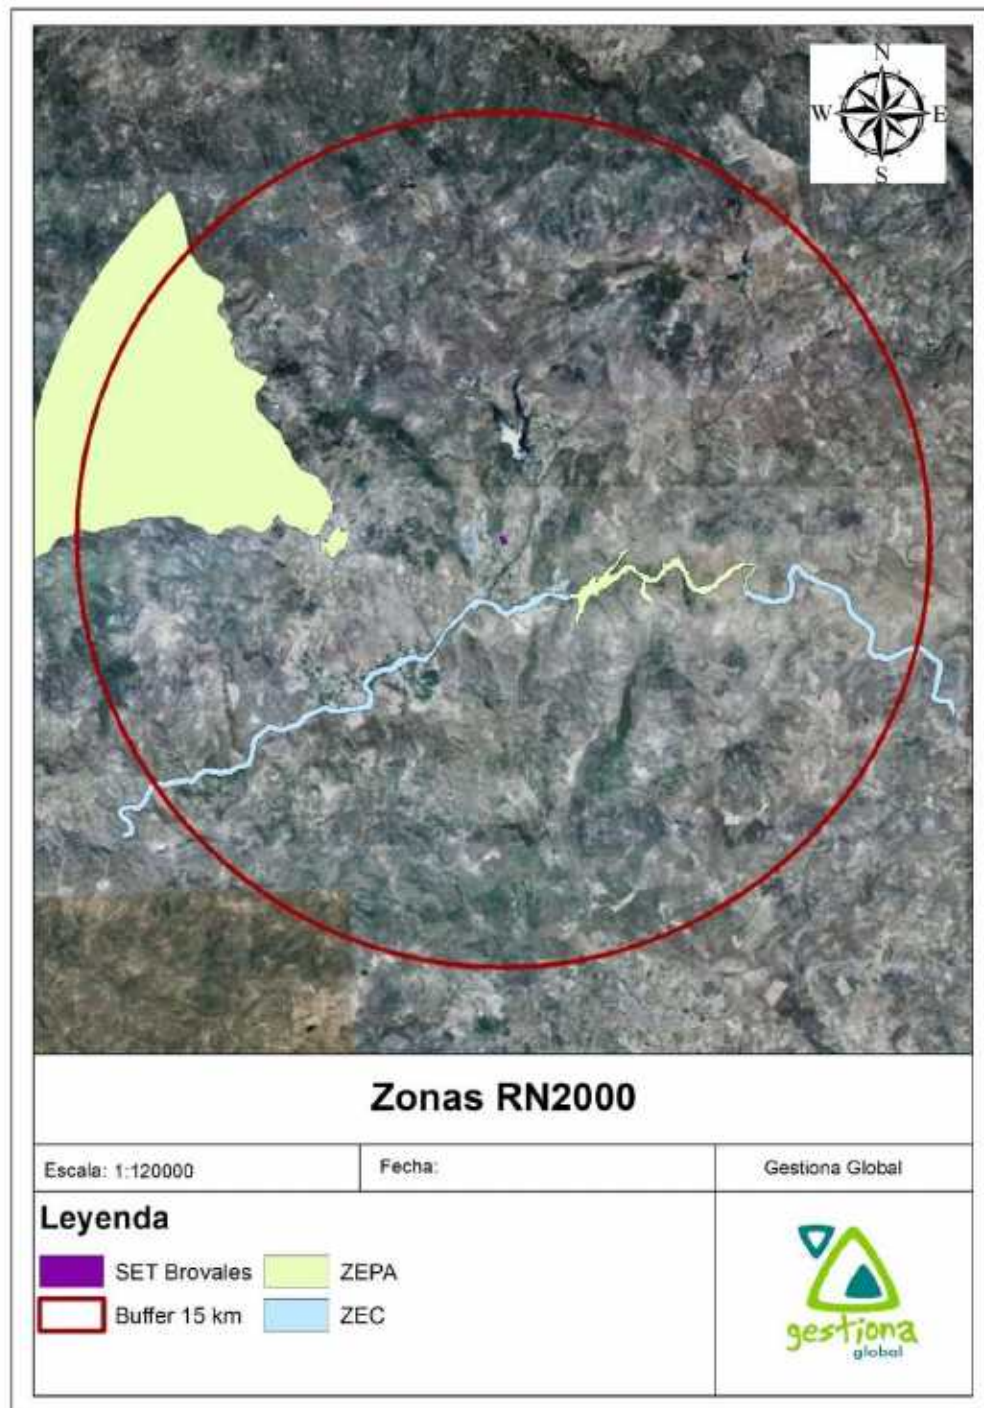 N
W E
S
Zonas RN2000
Escala: 1:120000
Fecha:
Gestiona Global
Leyenda
SET Brovales
ZEPA
Buffer 15 km
ZEC
gestiona
global